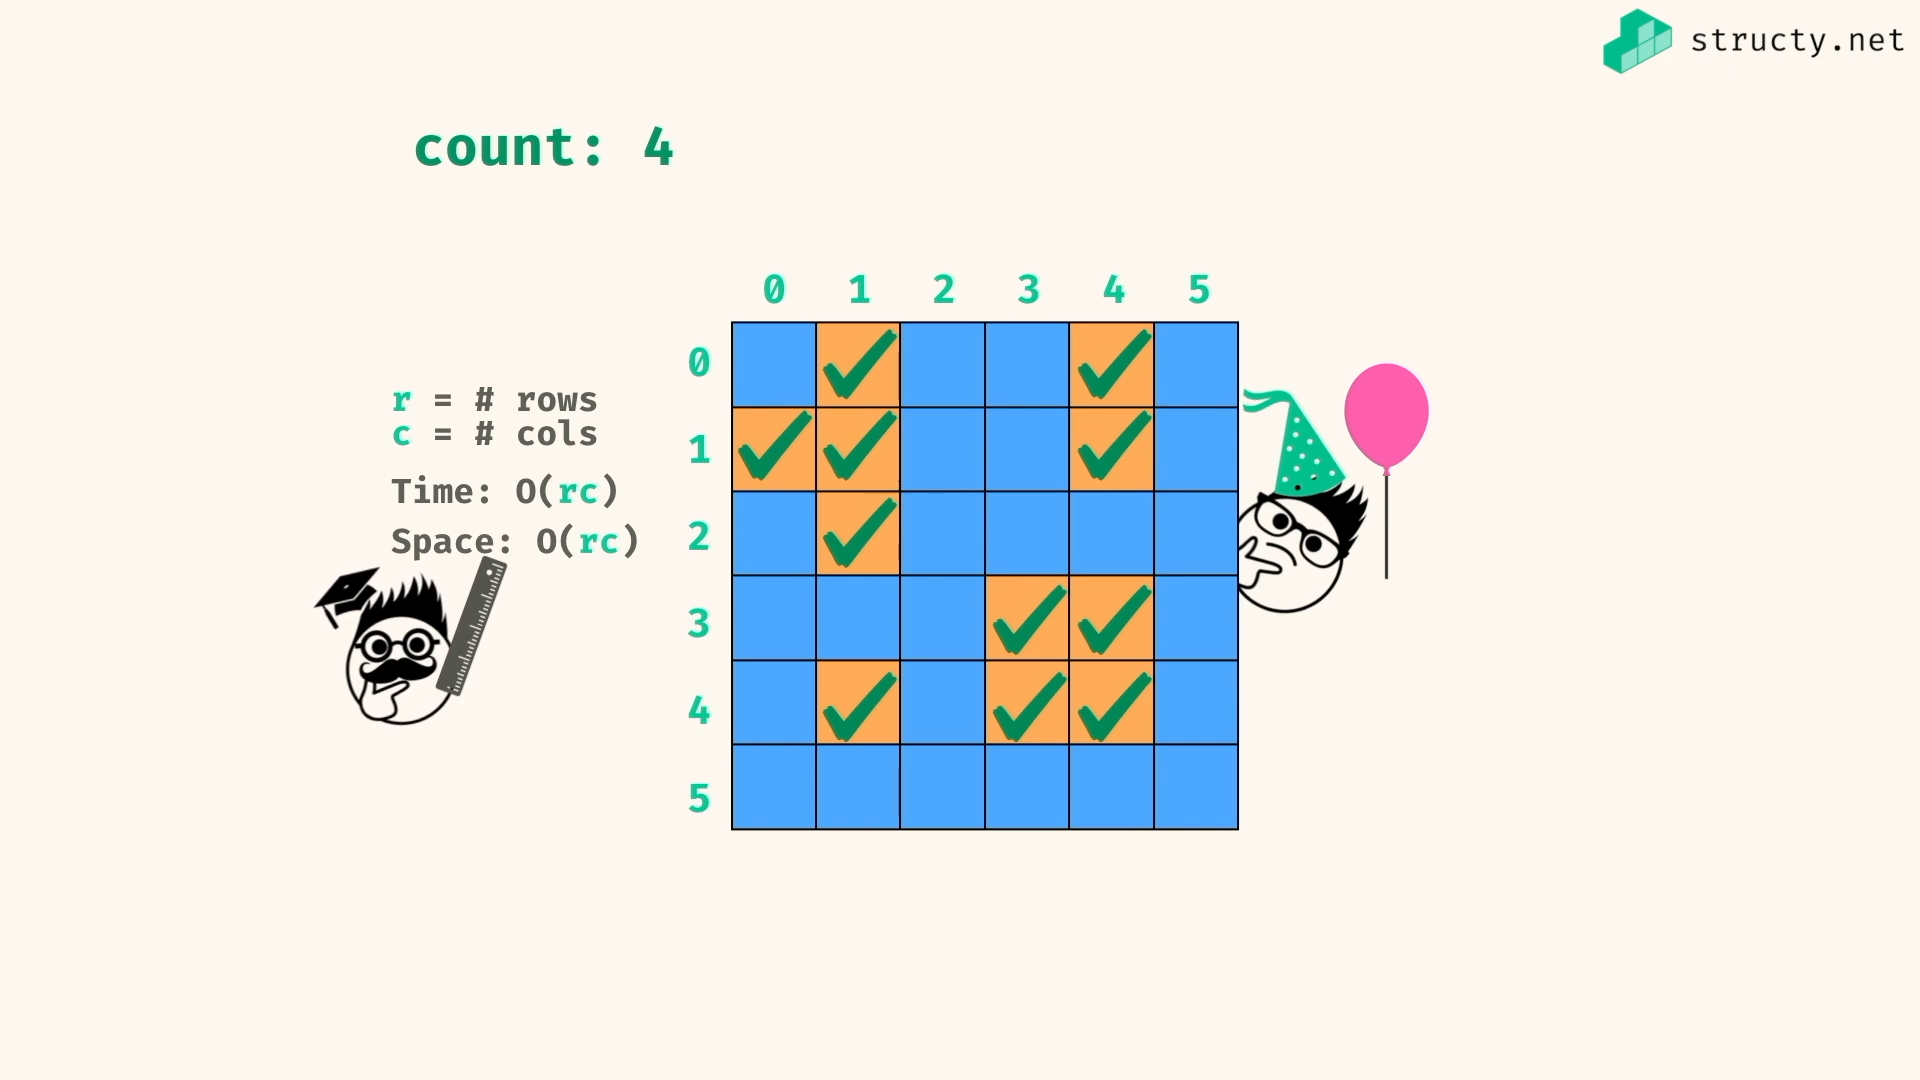 structy.net
count: 4
0 1 2 3 4 5
0
r = # rows
c = # cols
1
Time: O(rc)
2
Space: O(rc)
3
4
5